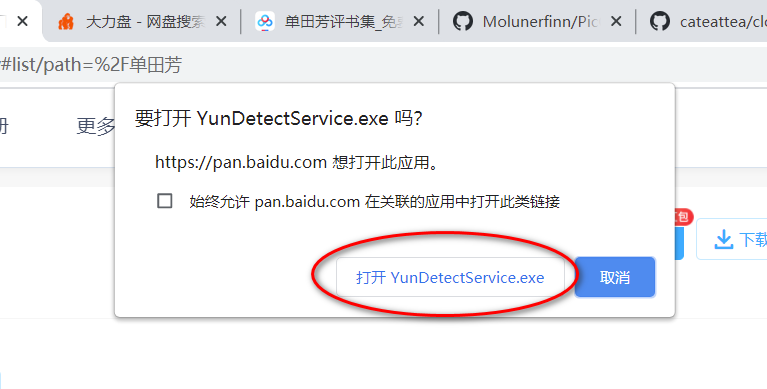 大力盘 - 网盘搜索
单田芳评书集_免
Molunerfinn/Pic
cateattea/clo
#list/path=%2F单田芳
册
更多
要打开 YunDetectService.exe 吗?
https://pan.baidu.com 想打开此应用。
始终允许 pan.baidu.com 在关联的应用中打开此类链接
包
下载
打开 YunDetectService.exe
取消